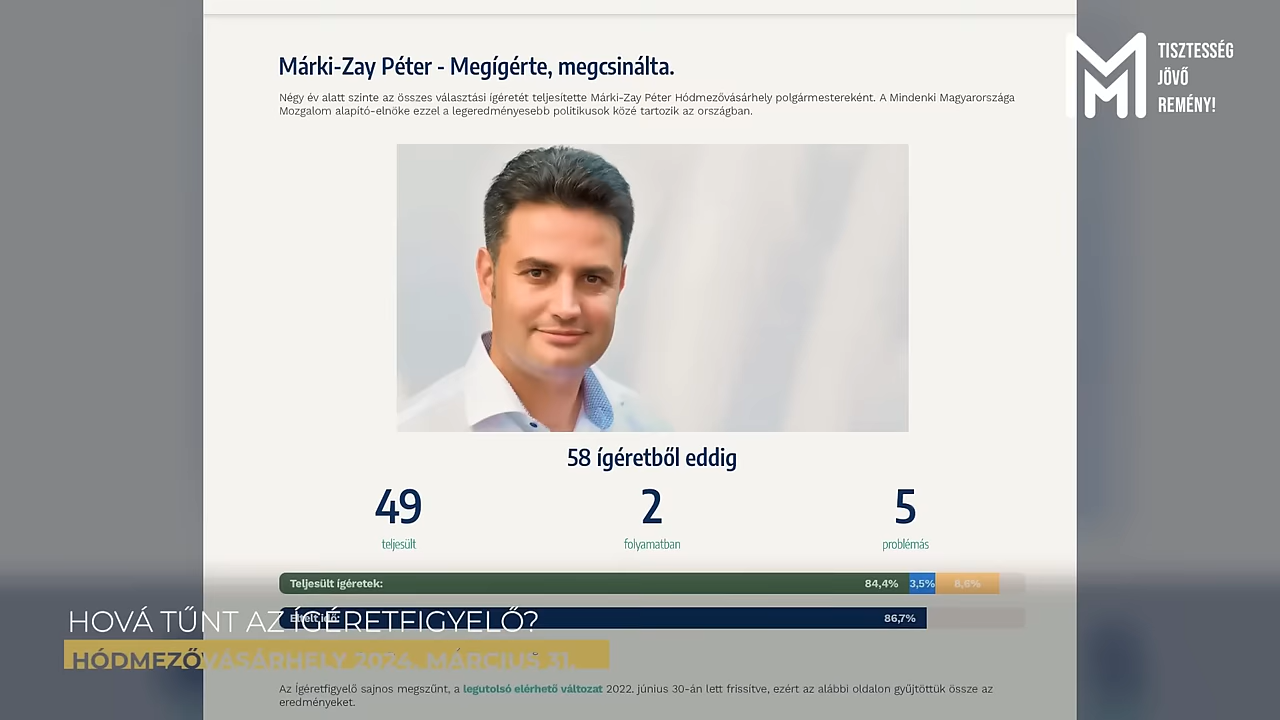 Márki-Zay Péter - Megígérte, megcsinálta.
Négy év alatt szinte az összes választási ígéretét teljesítette Márki-Zay Péter Hódmezővásárhely polgármestereként. A Mindenki Magyarországa
Mozgalom alapító-elnöke ezzel a legeredményesebb politikusok közé tartozik az országban.
TISZTESSÉG
JÖVŐ
REMÉNY!
58 ígéretből eddig
49 2 5
teljesült folyamatban problémás
Teljesült ígéretek: 84,4% 3,5% 8,6%
Eltelt idő: 86,7%
HOVÁ TŰNT AZ ÍGÉRETFIGYELŐ?
HÓDMEZŐVÁSÁRHELY 2024. MÁRCIUS 31.
Az Ígéretfigyelő sajnos megszűnt, a legutolsó elérhető változat 2022. június 30-án lett frissítve, ezért az alábbi oldalon gyűjtöttük össze az
eredményeket.